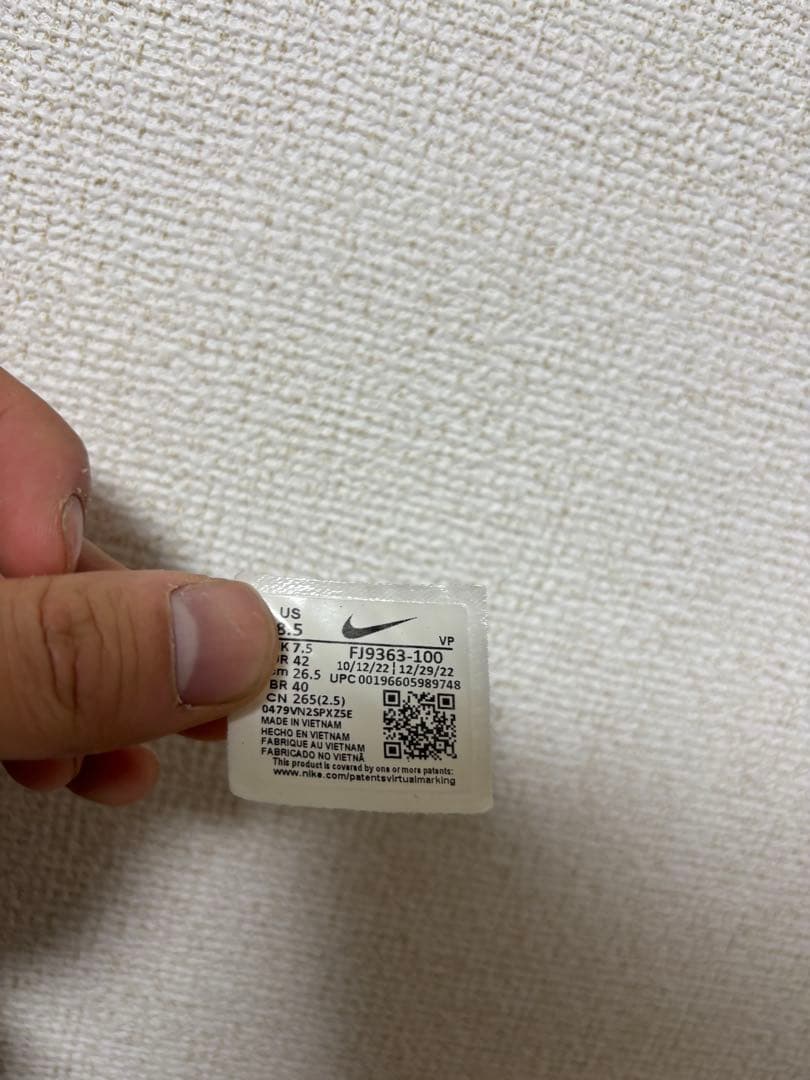 US
8.5
VP
K 7.5
FJ9363-100
R 42
10/12/22 | 12/29/22
m 26.5
UPC 00196605989748
BR 40
CN 265(2.5)
0479VN2SPXZ5E
MADE IN VIETNAM
HECHO EN VIETNAM
FABRIQUE AU VIETNAM
FABRICADO NO VIETNÃ
This product is covered by one or more patents:
www.nike.com/patentsvirtualmarking